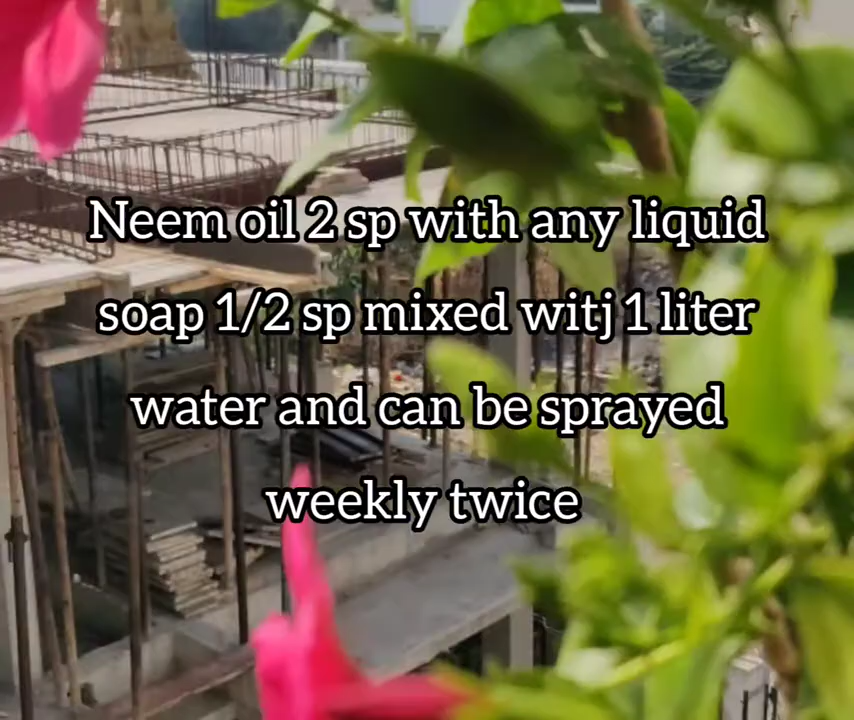 Neem oil 2 sp with any liquid
soap 1/2 sp mixed witj 1 liter
water and can be sprayed
weekly twice